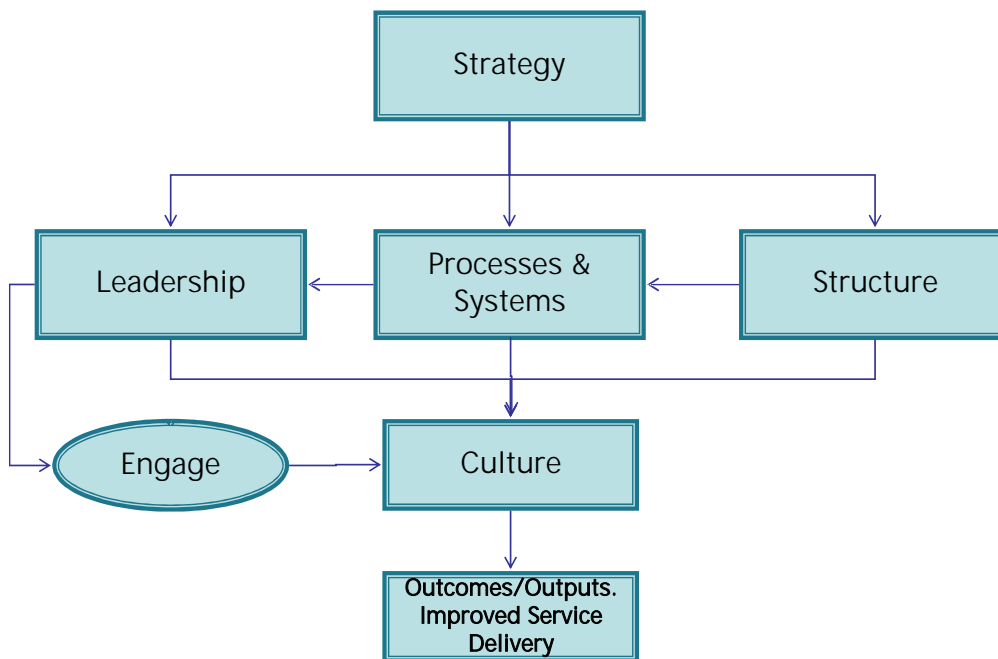 Strategy
Leadership
Processes &
Systems
Structure
Engage
Culture
Outcomes/Outputs.
Improved Service
Delivery